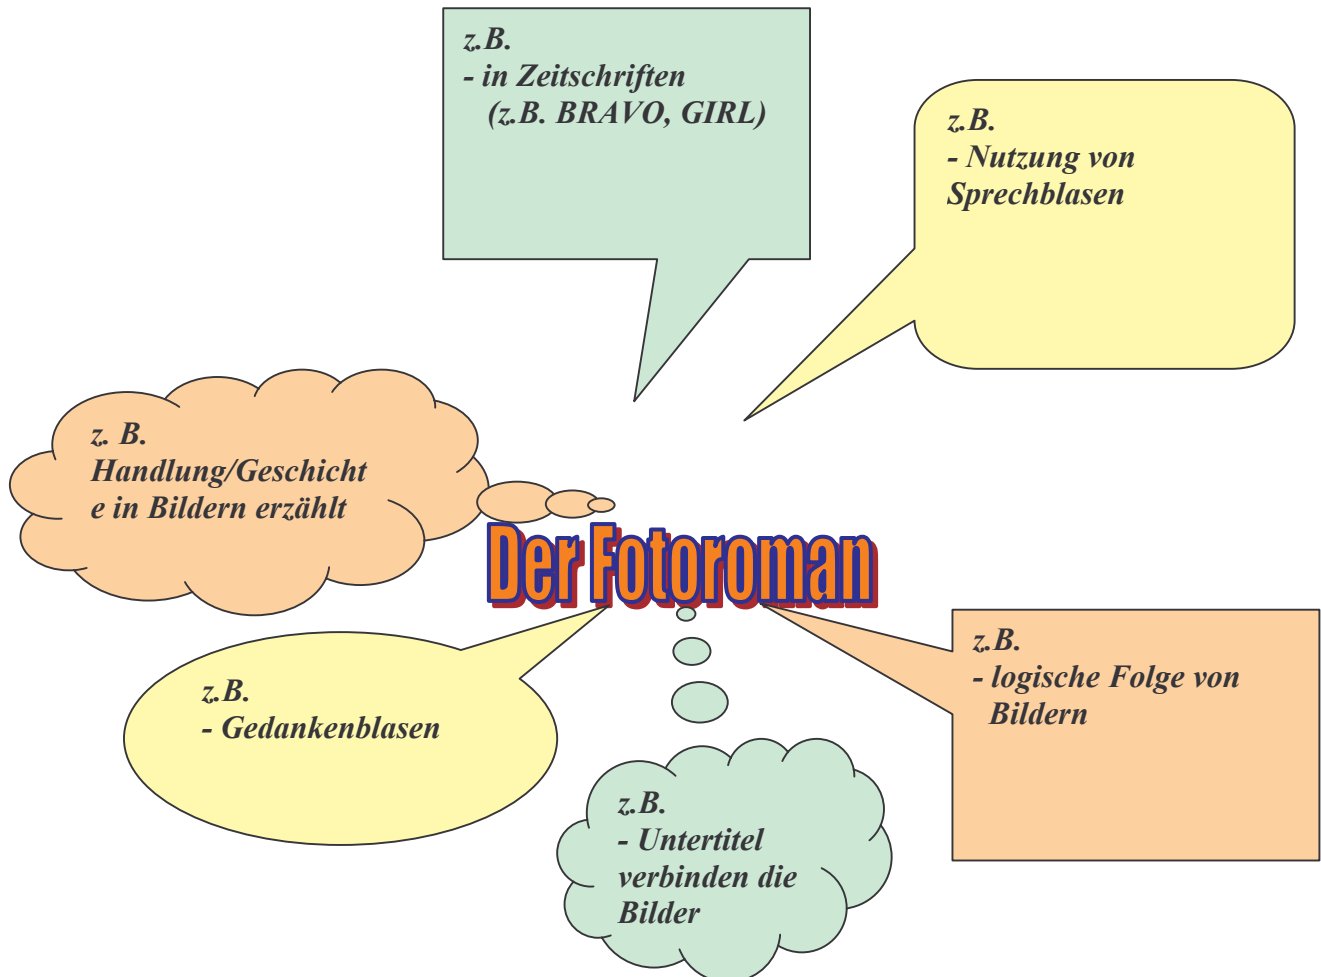 z.B.
- in Zeitschriften
(z.B. BRAVO, GIRL)
z.B.
- Nutzung von
Sprechblasen
z. B.
Handlung/Geschicht
e in Bildern erzählt
Der Fotoroman
z.B.
- Gedankenblasen
z.B.
- logische Folge von
Bildern
z.B.
- Untertitel
verbinden die
Bilder